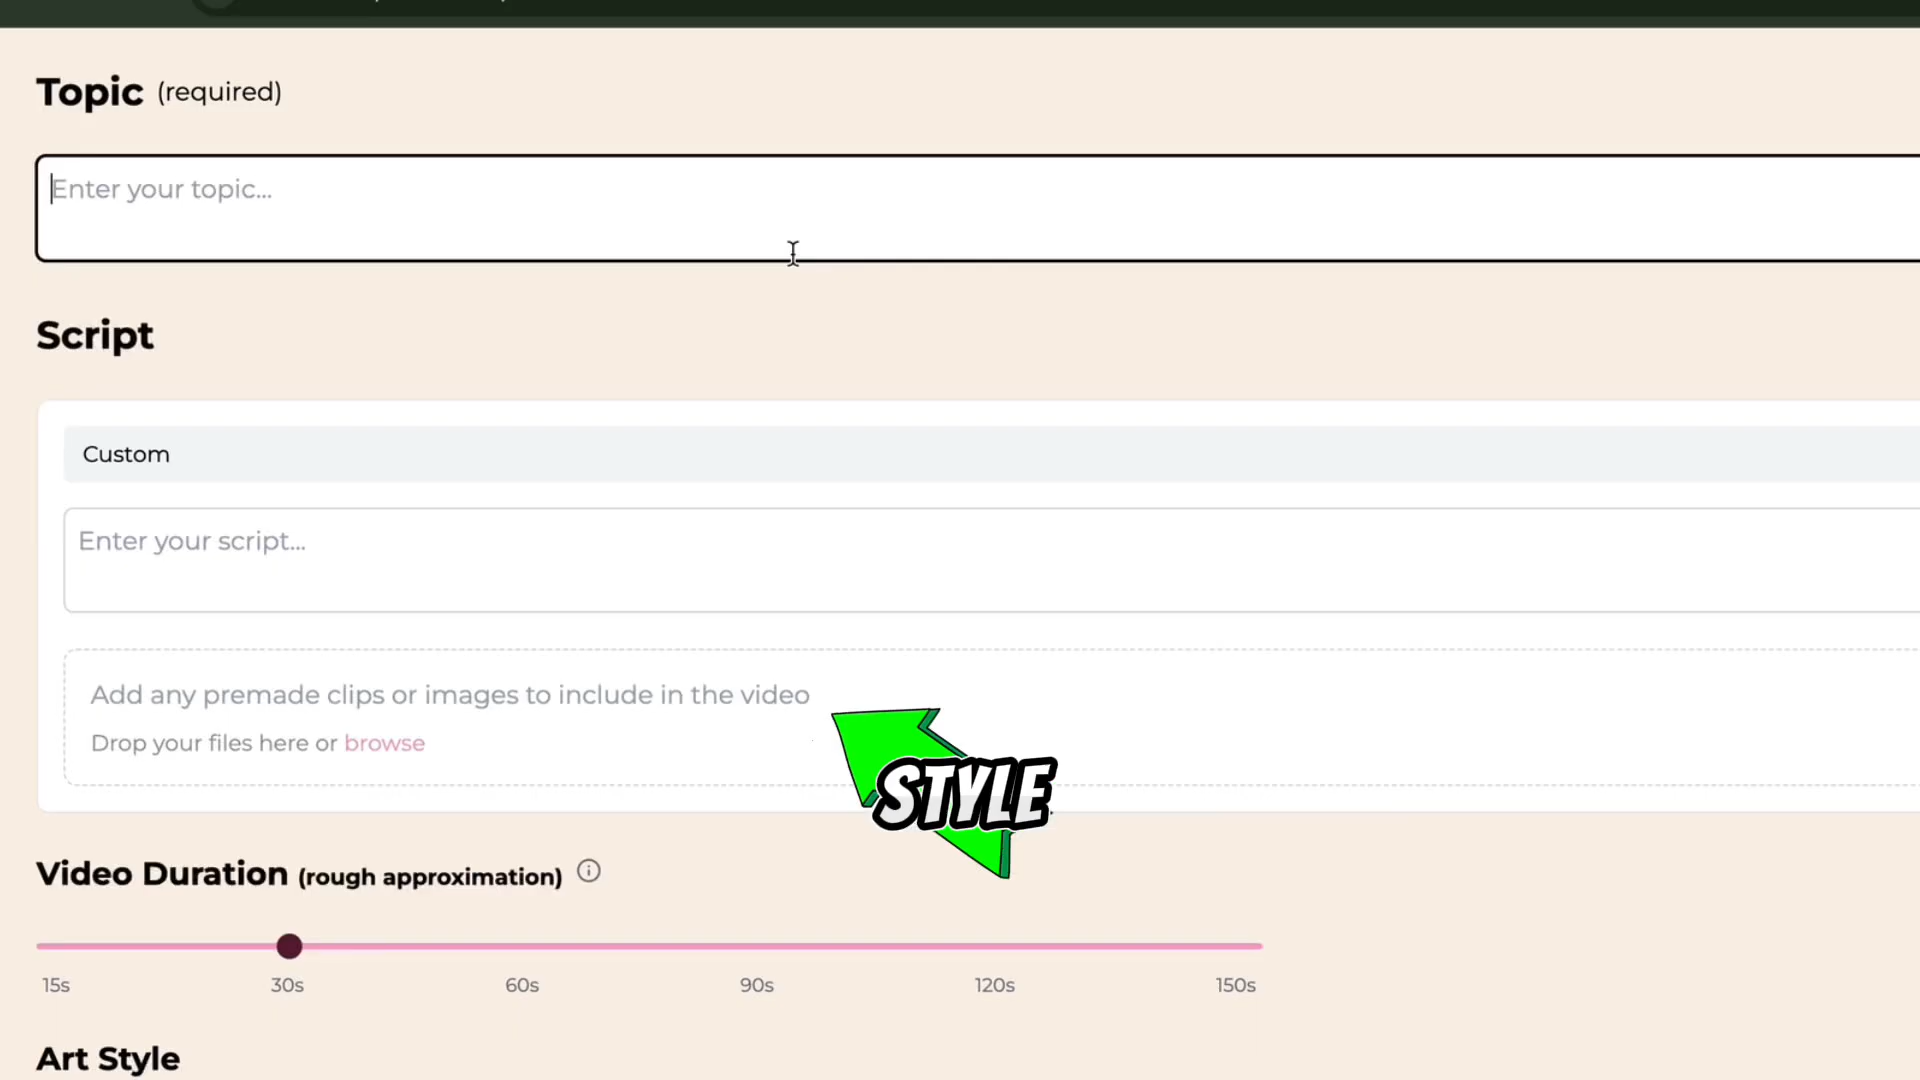 Topic (required)
Enter your topic...
Script
Custom
Enter your script...
Add any premade clips or images to include in the video
Drop your files here or browse
STYLE
Video Duration (rough approximation)
15s 30s 60s 90s 120s 150s
Art Style